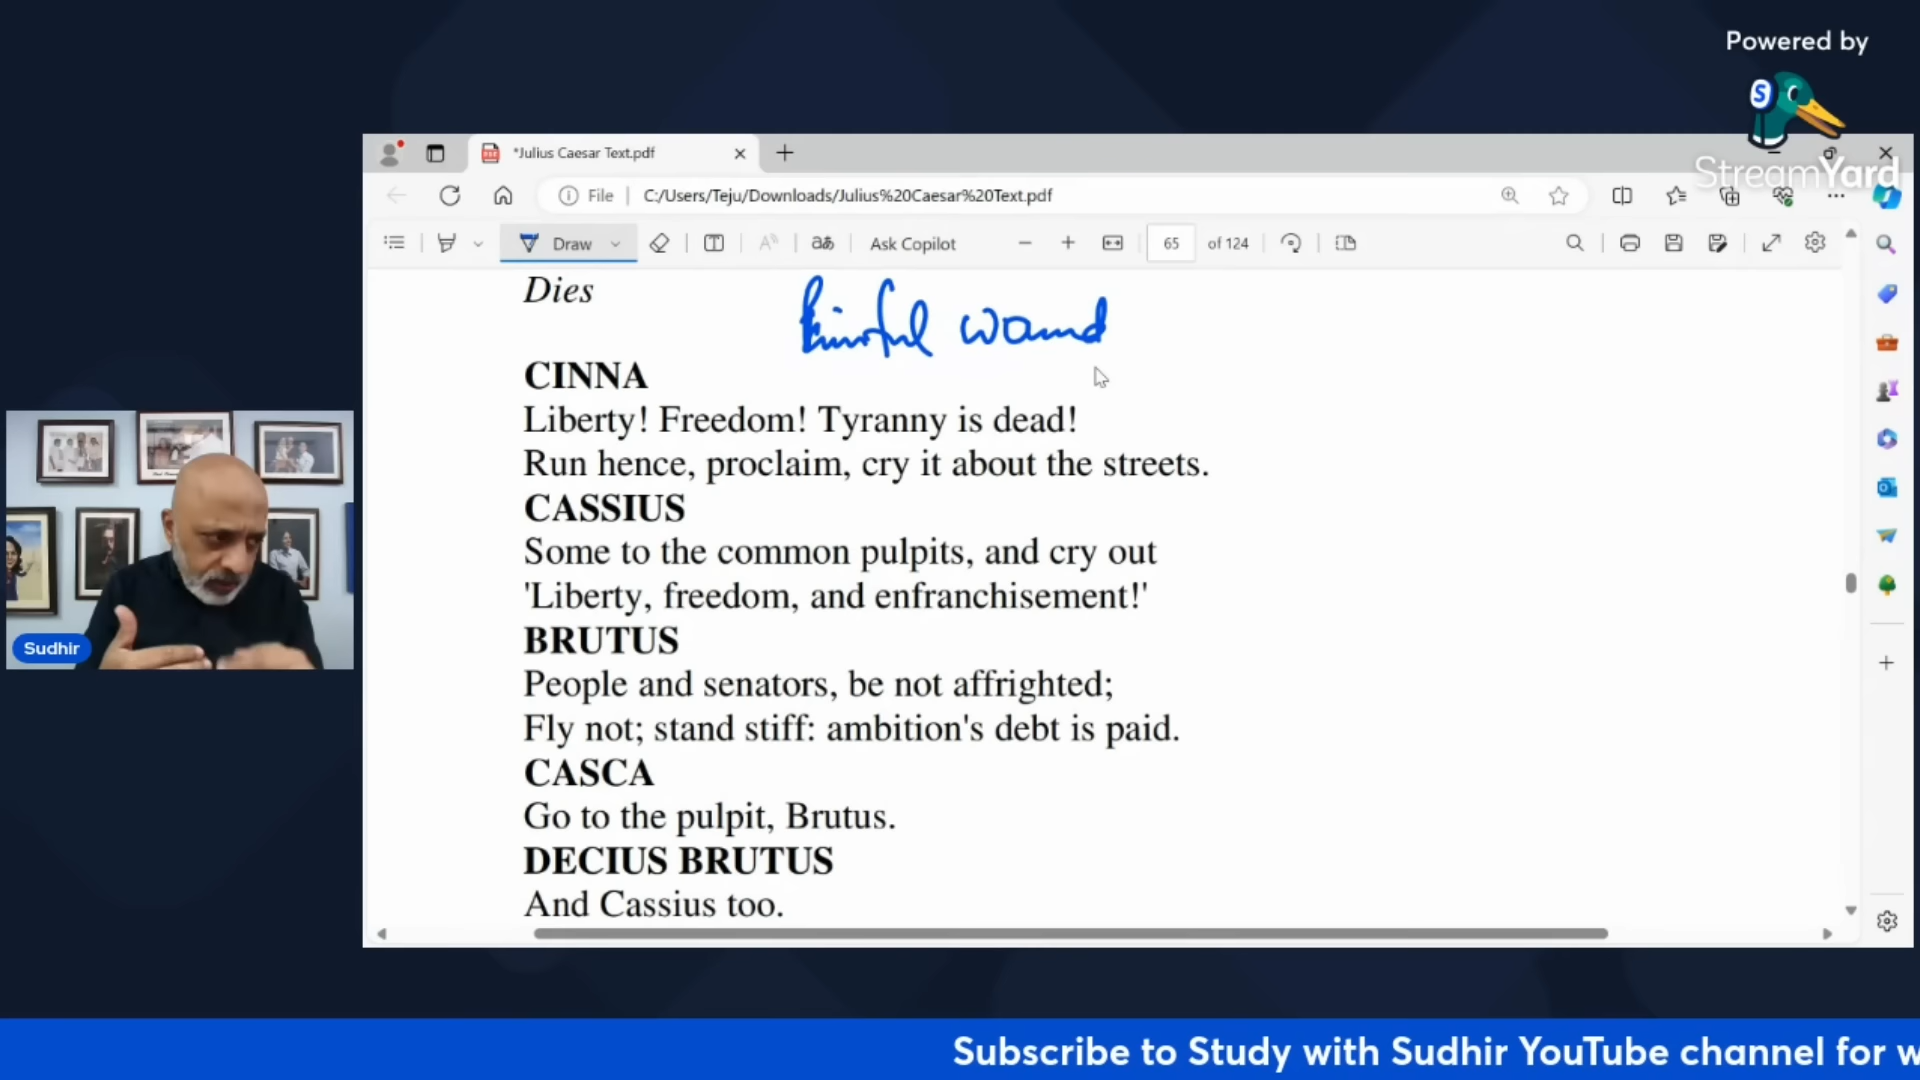 Powered by
StreamYard
*Julius Caesar Text.pdf
File
C:/Users/Teju/Downloads/Julius%20Caesar%20Text.pdf
Draw
Ask Copilot
65 of 124
Dies
wound
CINNA
Liberty! Freedom! Tyranny is dead!
Run hence, proclaim, cry it about the streets.
CASSIUS
Some to the common pulpits, and cry out
'Liberty, freedom, and enfranchisement!'
BRUTUS
People and senators, be not affrighted;
Fly not; stand stiff: ambition's debt is paid.
CASCA
Go to the pulpit, Brutus.
DECIUS BRUTUS
And Cassius too.
Sudhir
Subscribe to Study with Sudhir YouTube channel for w